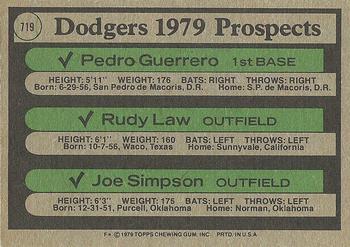 719
Dodgers 1979 Prospects
✓ Pedro Guerrero 1st BASE
HEIGHT: 5'11" WEIGHT: 176 BATS: RIGHT THROWS: RIGHT
Born: 6-29-56, San Pedro de Macoris, D.R. Home: S.P. de Macoris, D.R.
✓ Rudy Law OUTFIELD
HEIGHT: 6'1" WEIGHT: 160 BATS: LEFT THROWS: LEFT
Born: 10-7-56, Waco, Texas Home: Sunnyvale, California
✓ Joe Simpson OUTFIELD
HEIGHT: 6'3" WEIGHT: 175 BATS: LEFT THROWS: LEFT
Born: 12-31-51, Purcell, Oklahoma Home: Norman, Oklahoma
F* © 1979 TOPPS CHEWING GUM, INC. PRTD. IN U.S.A.